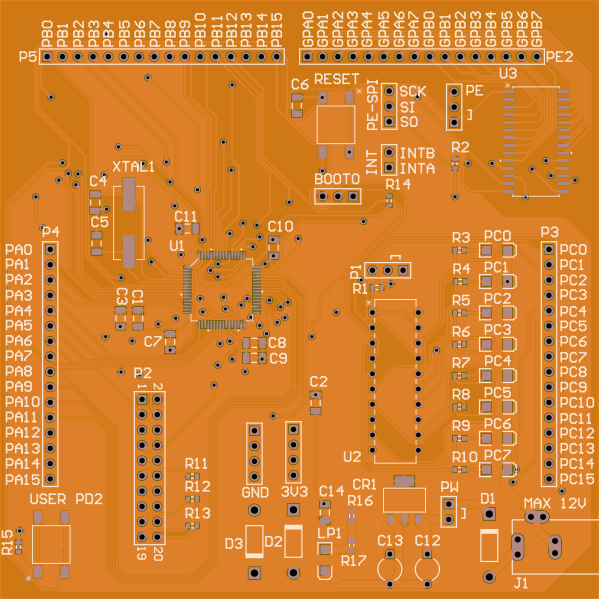 PB0 PB1 PB2 PB3 PB4 PB5 PB6 PB7 PB8 PB9 PB10 PB11 PB12 PB13 PB14 PB15
GPA0 GPA1 GPA2 GPA3 GPA4 GPA5 GPA6 GPA7 GPB0 GPB1 GPB2 GPB3 GPB4 GPB5 GPB6 GPB7
P5
PE2
RESET
U3
C6
PE-SPI
SCK
SI
SO
PE
INT
INTB
INTA
R2
XTAL1
C4
C5
BOOT0
R14
C11
U1
C10
P4
PA0
PA1
PA2
PA3
PA4
PA5
PA6
PA7
PA8
PA9
PA10
PA11
PA12
PA13
PA14
PA15
C3
C1
C7
C8
C9
P1
R1
R3 PC0
R4 PC1
R5 PC2
R6 PC3
R7 PC4
R8 PC5
R9 PC6
R10 PC7
P3
PC0
PC1
PC2
PC3
PC4
PC5
PC6
PC7
PC8
PC9
PC10
PC11
PC12
PC13
PC14
PC15
P2
1 2
19 20
C2
U2
R11
R12
R13
GND
3V3
USER PD2
R15
D3
D2
C14
LP1
R16
R17
CR1
PW
C13
C12
D1
MAX 12V
J1